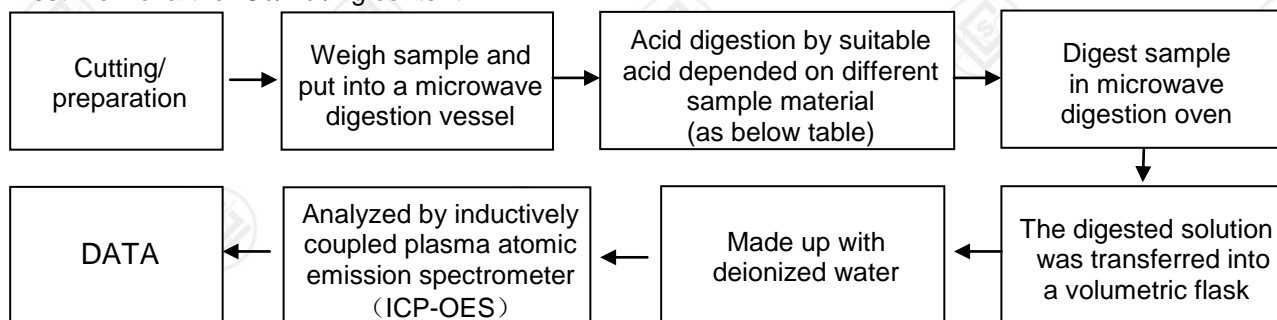 Cutting/
preparation
Weigh sample and
put into a microwave
digestion vessel
Acid digestion by suitable
acid depended on different
sample material
(as below table)
Digest sample
in microwave
digestion oven
The digested solution
was transferred into
a volumetric flask
Made up with
deionized water
Analyzed by inductively
coupled plasma atomic
emission spectrometer
（ICP-OES）
DATA